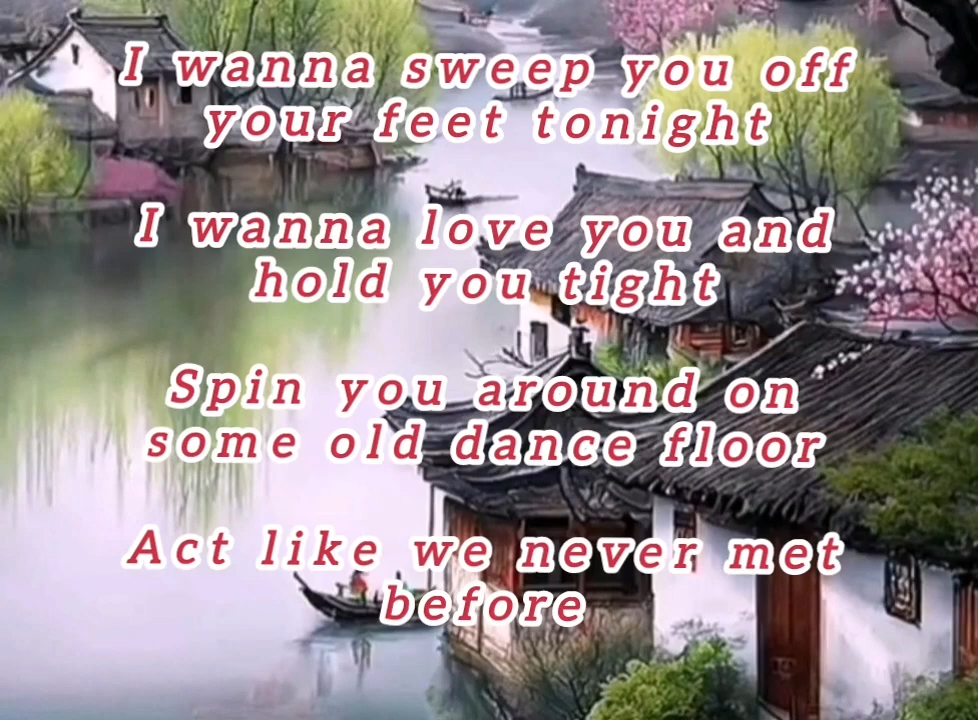 I wanna sweep you off
your feet tonight
I wanna love you and
hold you tight
Spin you around on
some old dance floor
Act like we never met
before